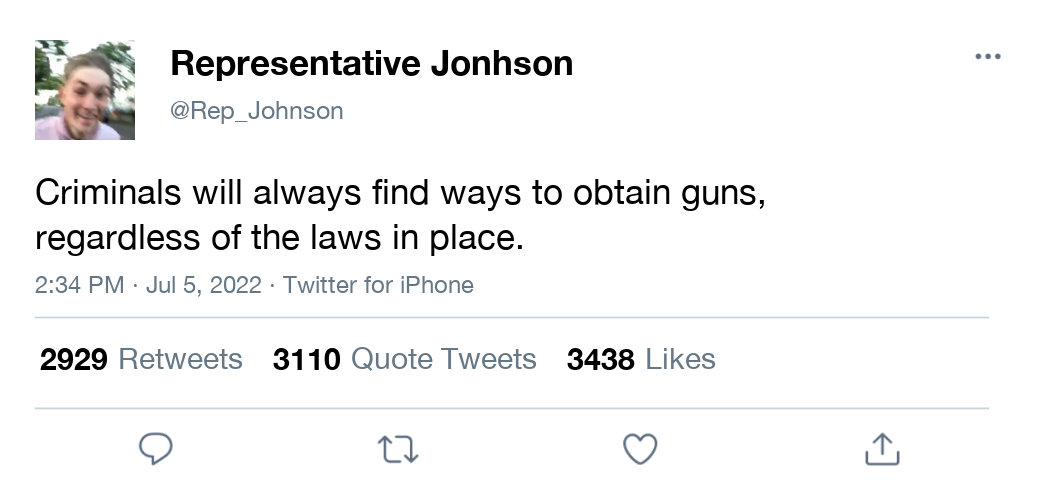 Representative Jonhson
@Rep_Johnson
Criminals will always find ways to obtain guns,
regardless of the laws in place.
2:34 PM · Jul 5, 2022 · Twitter for iPhone
2929 Retweets 3110 Quote Tweets 3438 Likes